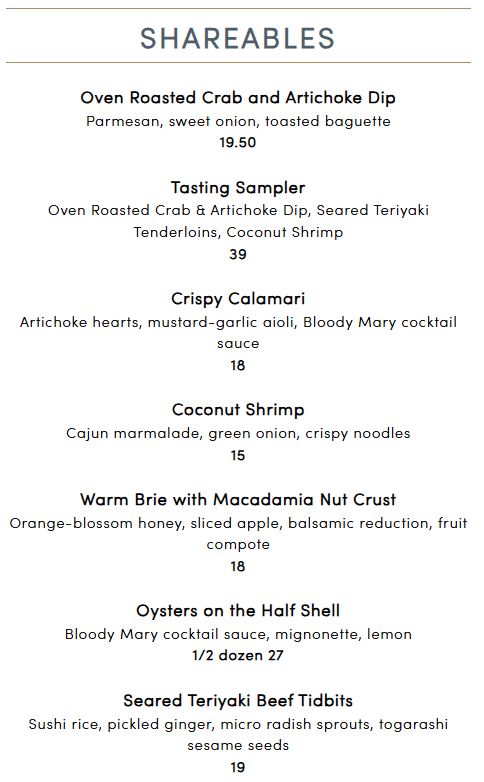 SHAREABLES
Oven Roasted Crab and Artichoke Dip
Parmesan, sweet onion, toasted baguette
19.50
Tasting Sampler
Oven Roasted Crab & Artichoke Dip, Seared Teriyaki
Tenderloins, Coconut Shrimp
39
Crispy Calamari
Artichoke hearts, mustard-garlic aioli, Bloody Mary cocktail
sauce
18
Coconut Shrimp
Cajun marmalade, green onion, crispy noodles
15
Warm Brie with Macadamia Nut Crust
Orange-blossom honey, sliced apple, balsamic reduction, fruit
compote
18
Oysters on the Half Shell
Bloody Mary cocktail sauce, mignonette, lemon
1/2 dozen 27
Seared Teriyaki Beef Tidbits
Sushi rice, pickled ginger, micro radish sprouts, togarashi
sesame seeds
19